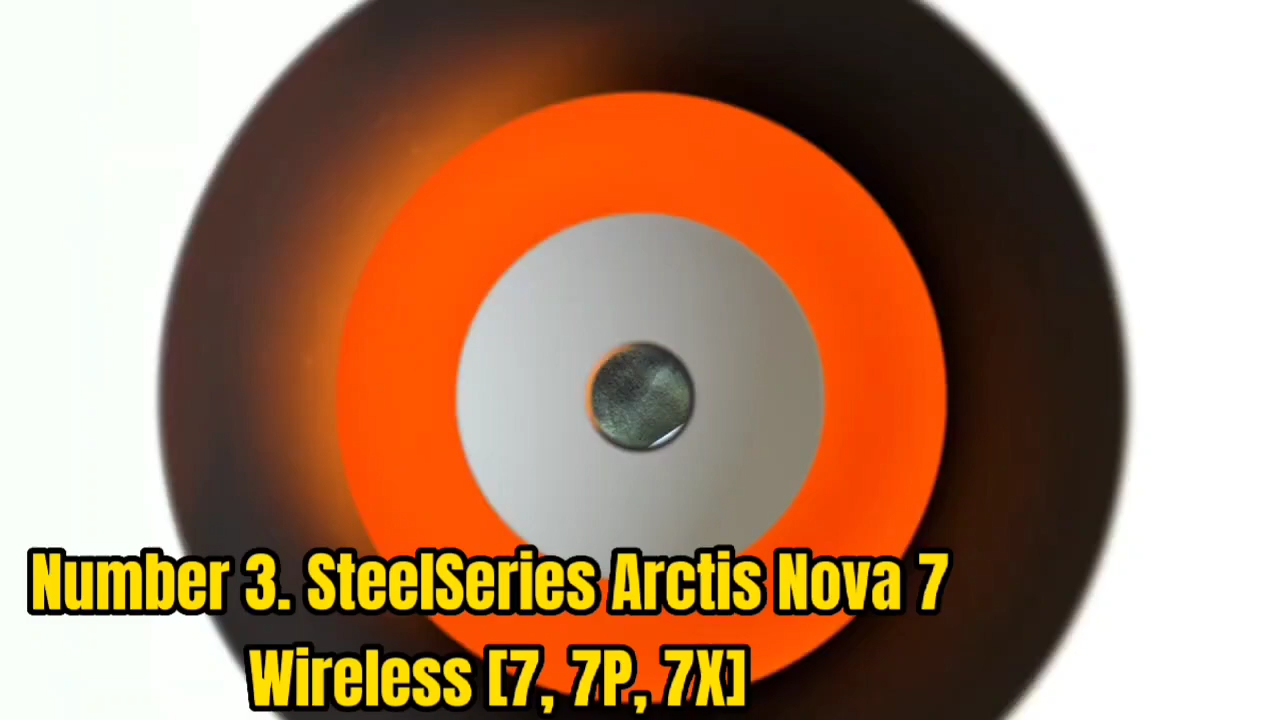 Number 3. SteelSeries Arctis Nova 7
Wireless [7, 7P, 7X]